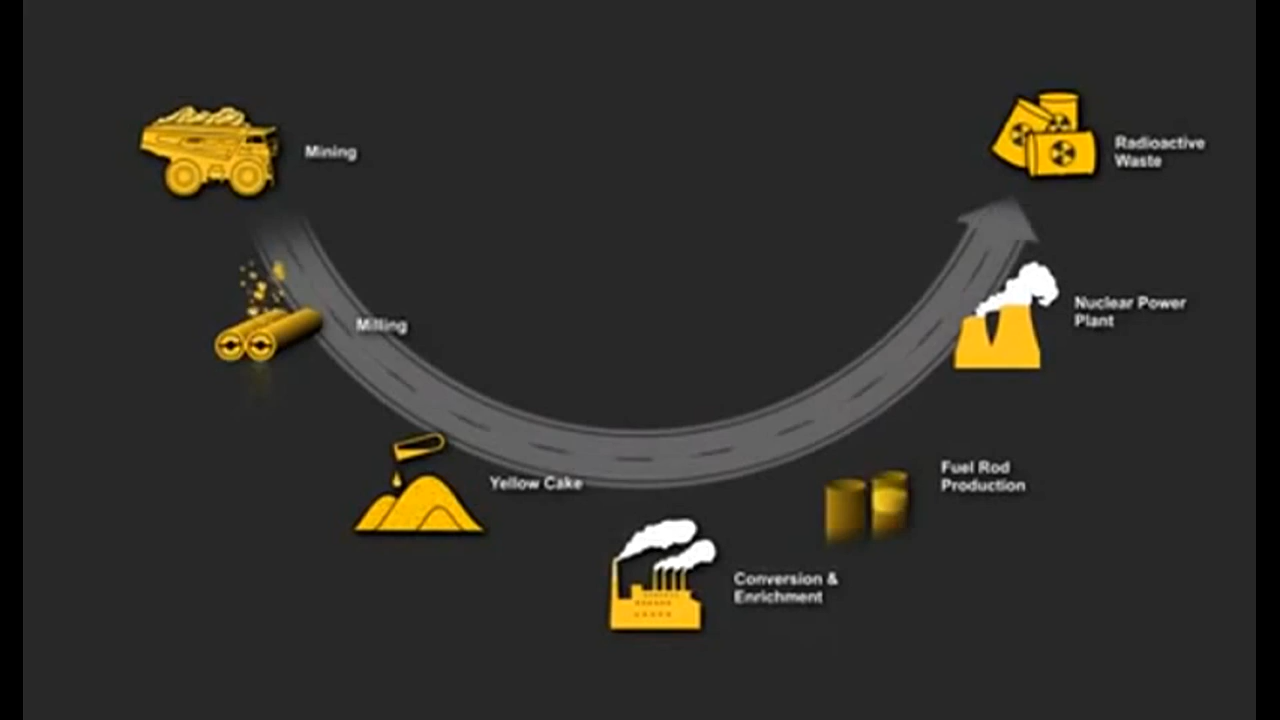 Mining
Milling
Yellow Cake
Conversion &
Enrichment
Fuel Rod
Production
Nuclear Power
Plant
Radioactive
Waste